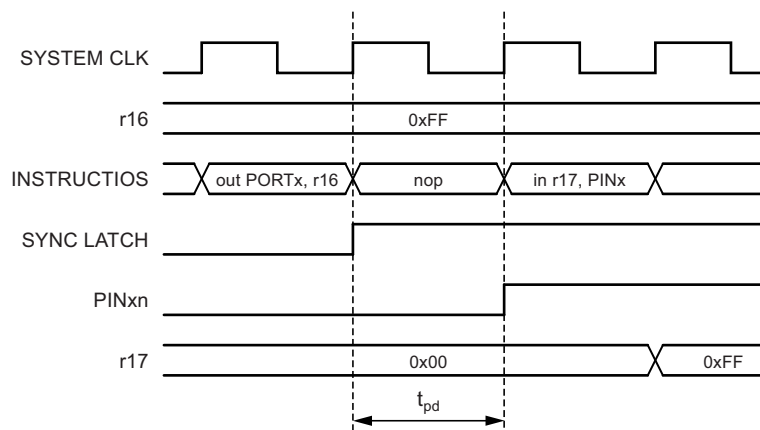 SYSTEM CLK
r16
0xFF
INSTRUCTIOS
out PORTx, r16
nop
in r17, PINx
SYNC LATCH
PINxn
r17
0x00
0xFF
tpd